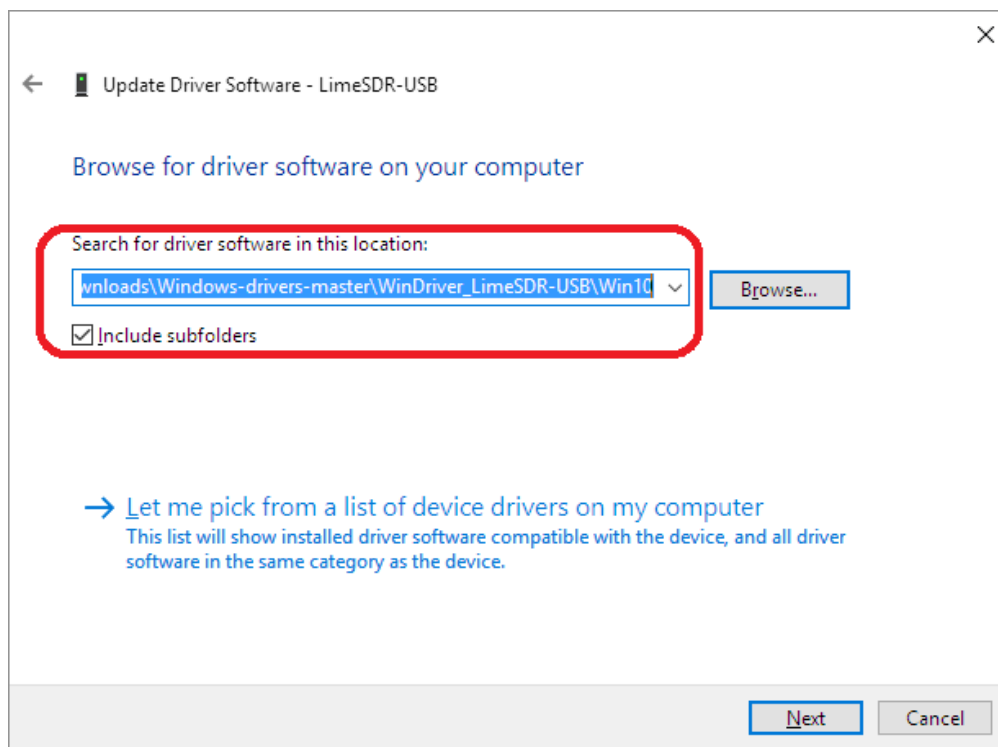 Update Driver Software - LimeSDR-USB
Browse for driver software on your computer
Search for driver software in this location:
wnloads\Windows-drivers-master\WinDriver_LimeSDR-USB\Win10
Browse...
Include subfolders
Let me pick from a list of device drivers on my computer
This list will show installed driver software compatible with the device, and all driver
software in the same category as the device.
Next
Cancel